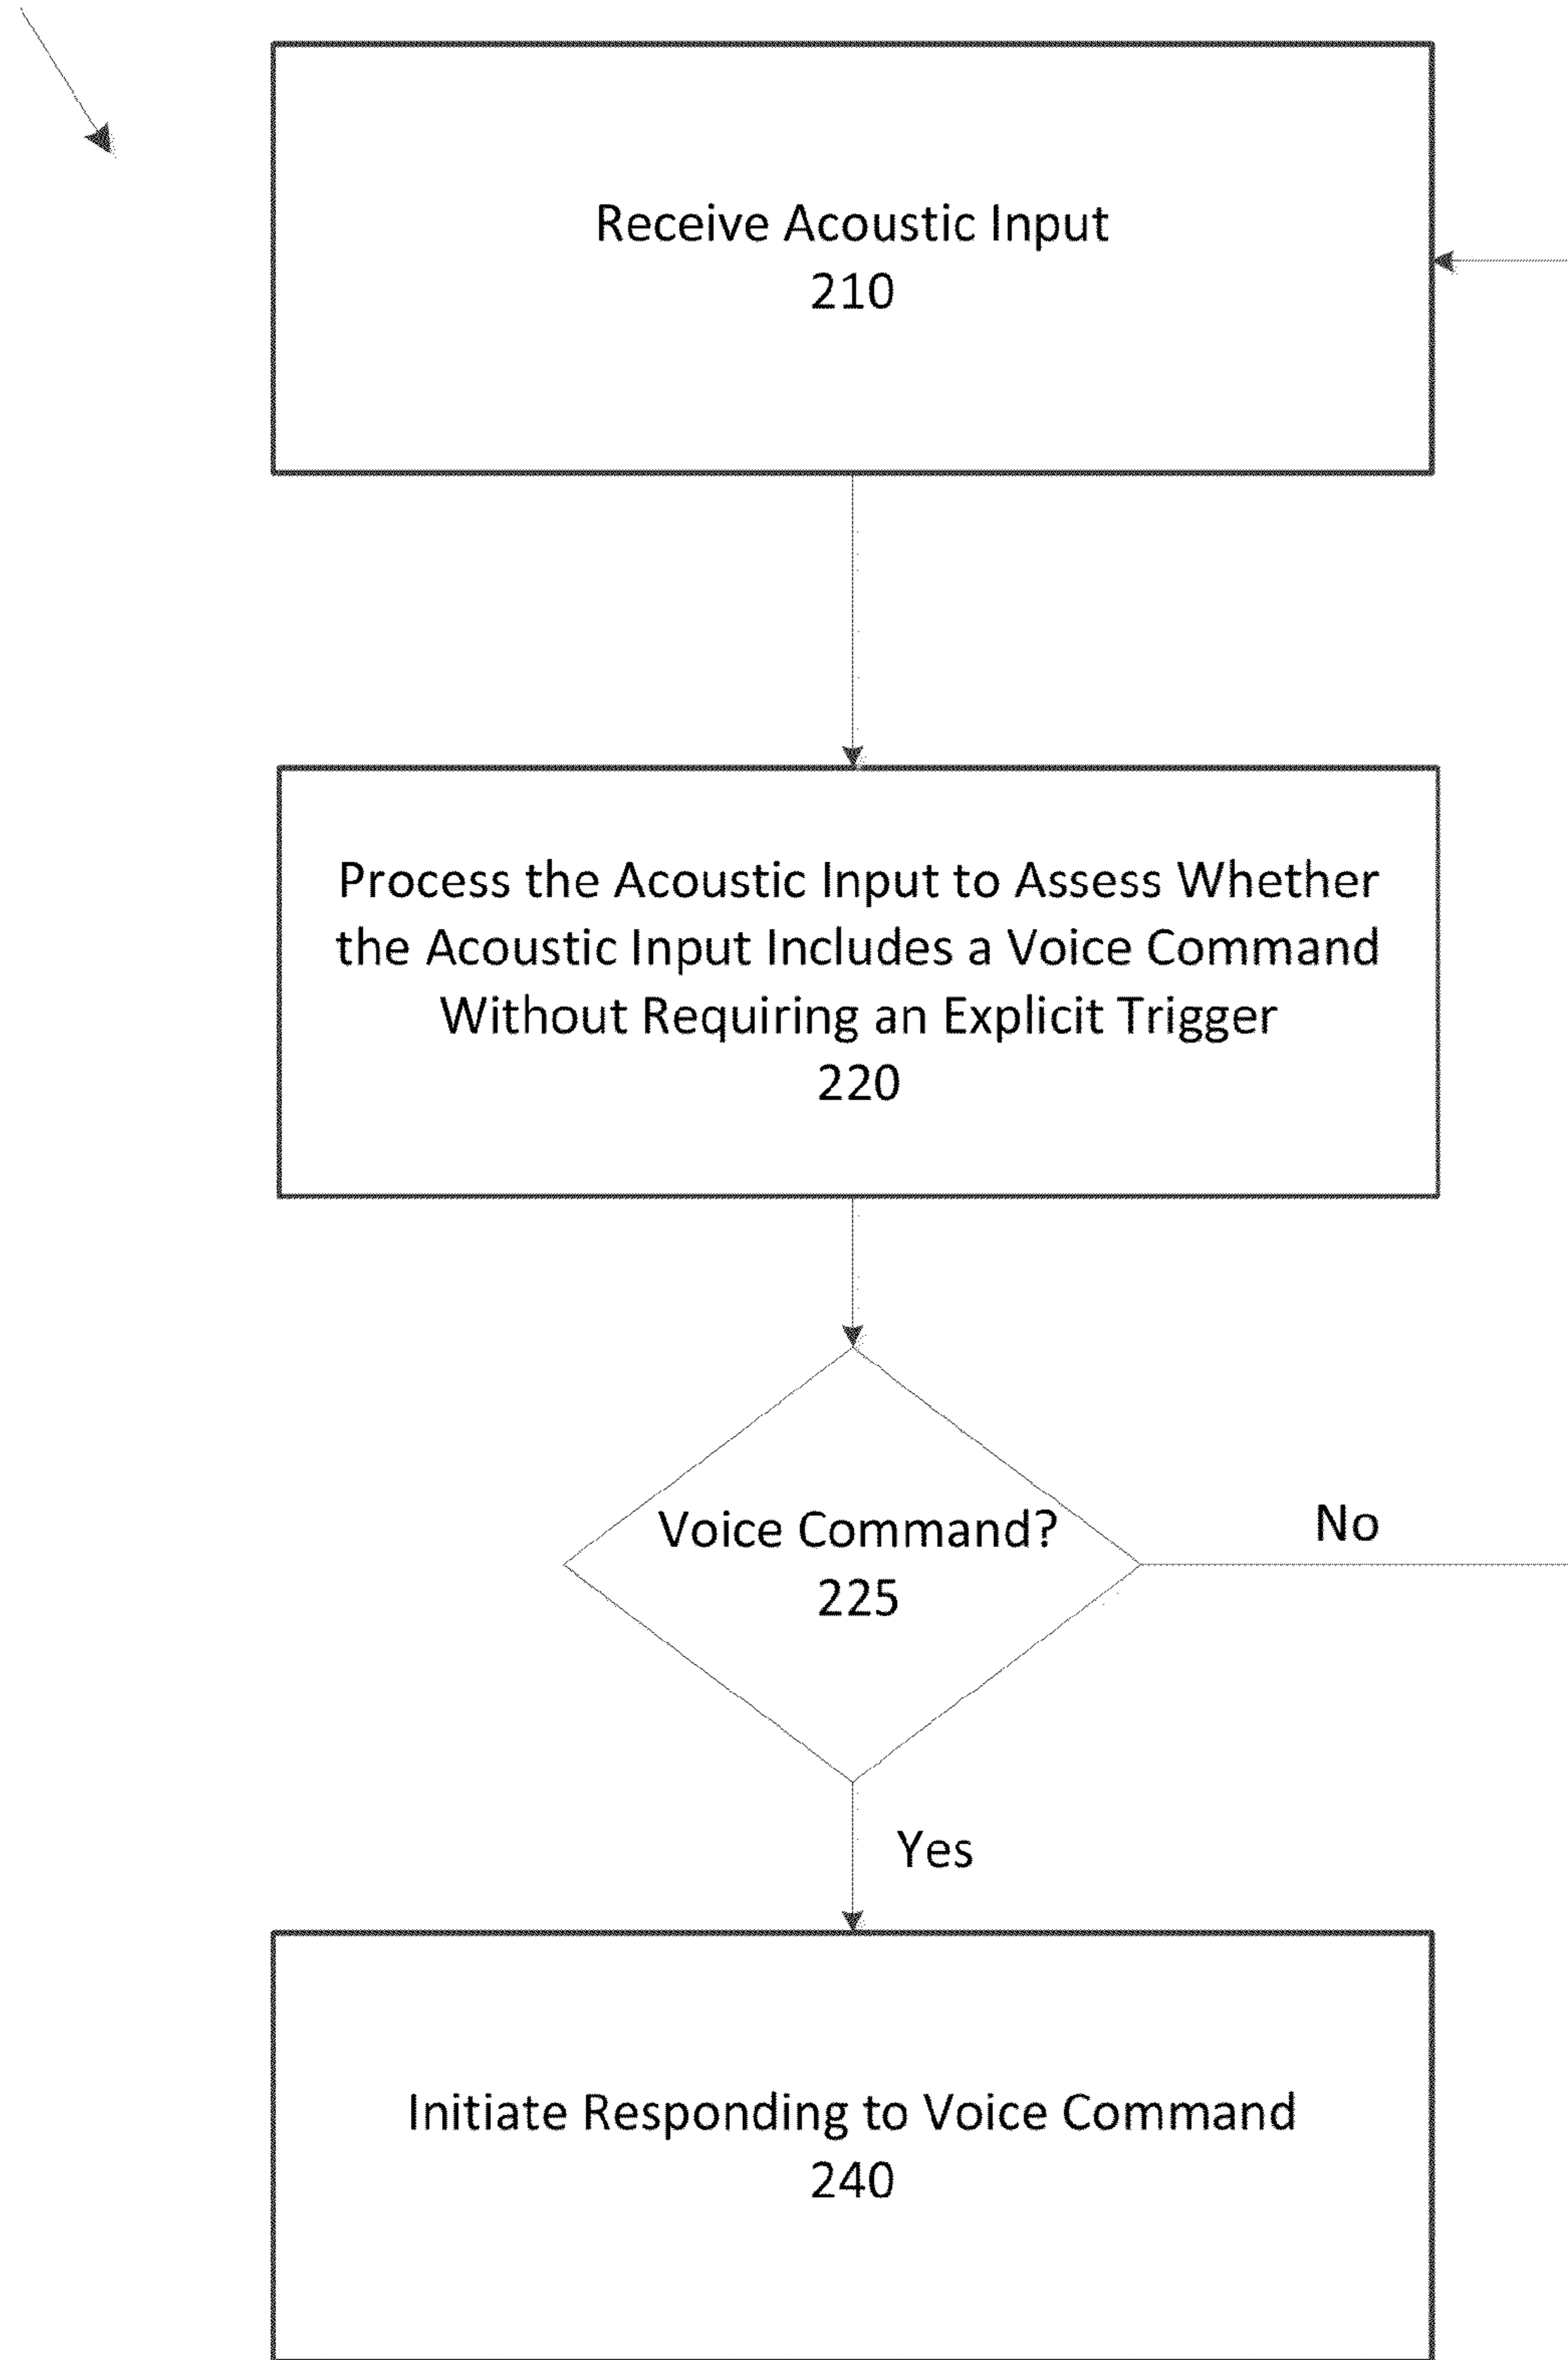 Receive Acoustic Input
210
Process the Acoustic Input to Assess Whether
the Acoustic Input Includes a Voice Command
Without Requiring an Explicit Trigger
220
Voice Command?
225
No
Yes
Initiate Responding to Voice Command
240